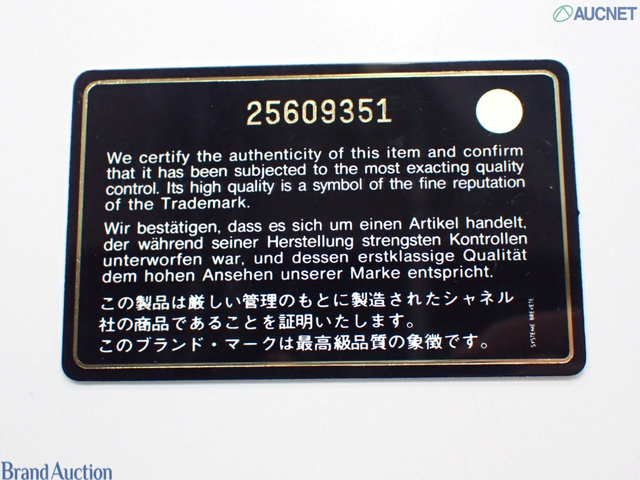 AUCNET
25609351
We certify the authenticity of this item and confirm
that it has been subjected to the most exacting quality
control. Its high quality is a symbol of the fine reputation
of the Trademark.
Wir bestätigen, dass es sich um einen Artikel handelt,
der während seiner Herstellung strengsten Kontrollen
unterworfen war, und dessen erstklassige Qualität
dem hohen Ansehen unserer Marke entspricht.
この製品は厳しい管理のもとに製造されたシャネル
社の商品であることを証明いたします。
このブランド・マークは最高級品質の象徴です。
SYSTEME BREVETE
Brand Auction